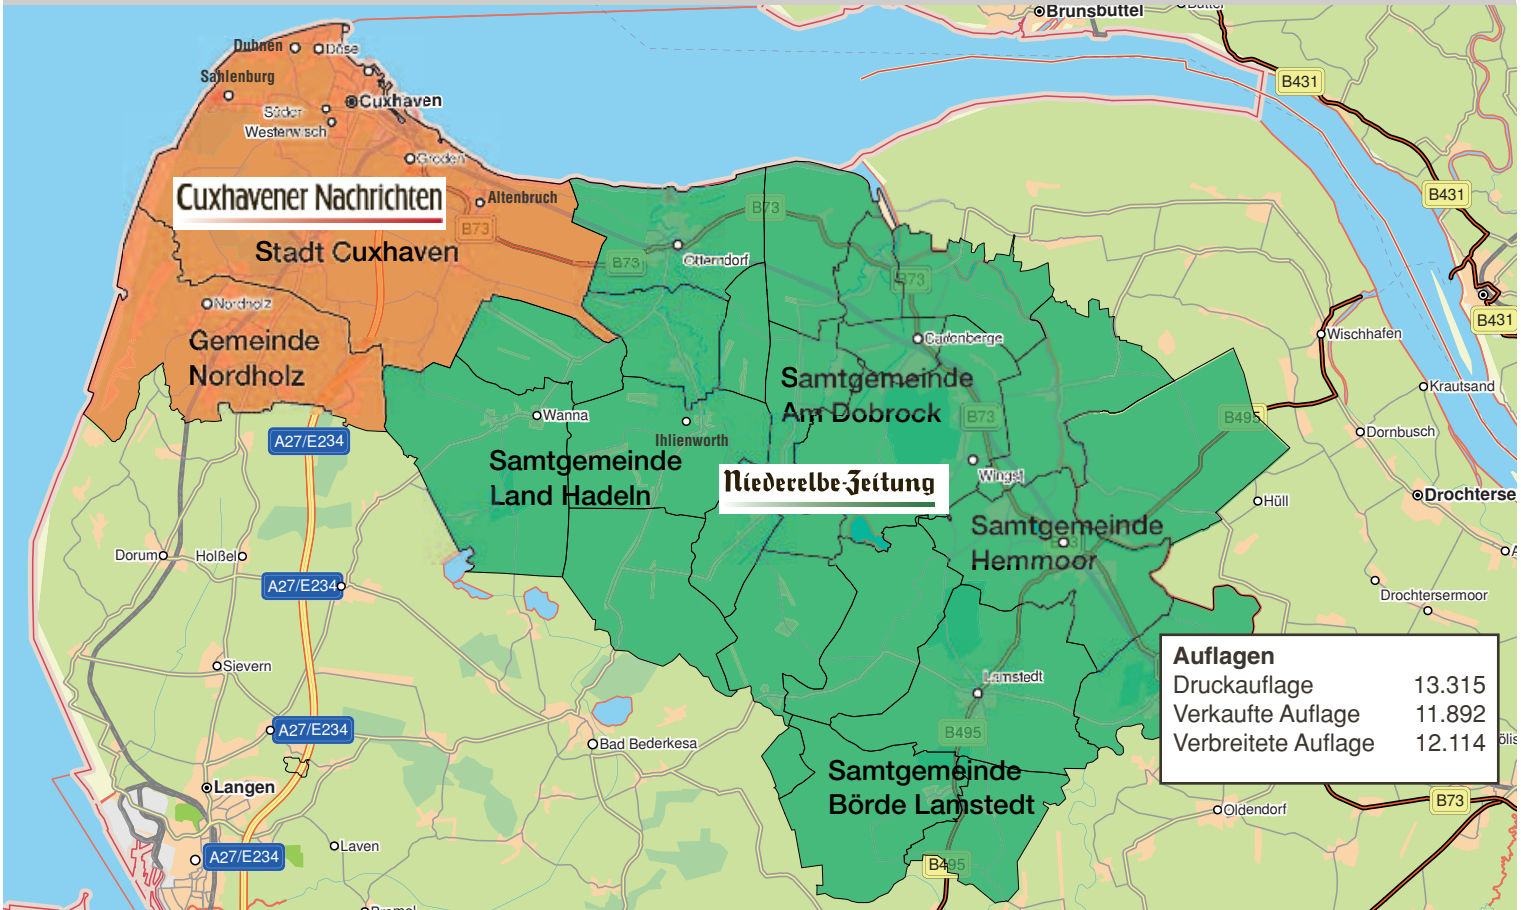 Brunsbüttel
Büttel
Duhnen
Döse
Sahlenburg
B431
Cuxhaven
Süder-
Westerwisch
Groden
B431
Cuxhavener Nachrichten
Altenbruch
B73
B73
Stadt Cuxhaven
B73
Otterndorf
B73
Nordholz
B431
Gemeinde
Nordholz
Cadenberge
Wischhafen
Samtgemeinde
Am Dobrock
Krautsand
Wanna
B73
B495
Ihlienworth
A27/E234
Dornbusch
Samtgemeinde
Land Hadeln
Wingst
Niederelbe-Zeitung
Drochterse
Hüll
Samtgemeinde
Hemmoor
Dorum
Holßel
A27/E234
Drochtersermoor
Sievern
Lamstedt
Auflagen
Druckauflage 13.315
Verkaufte Auflage 11.892
Verbreitete Auflage 12.114
A27/E234
B495
Bad Bederkesa
Samtgemeinde
Börde Lamstedt
Langen
B73
Oldendorf
Laven
A27/E234
B495